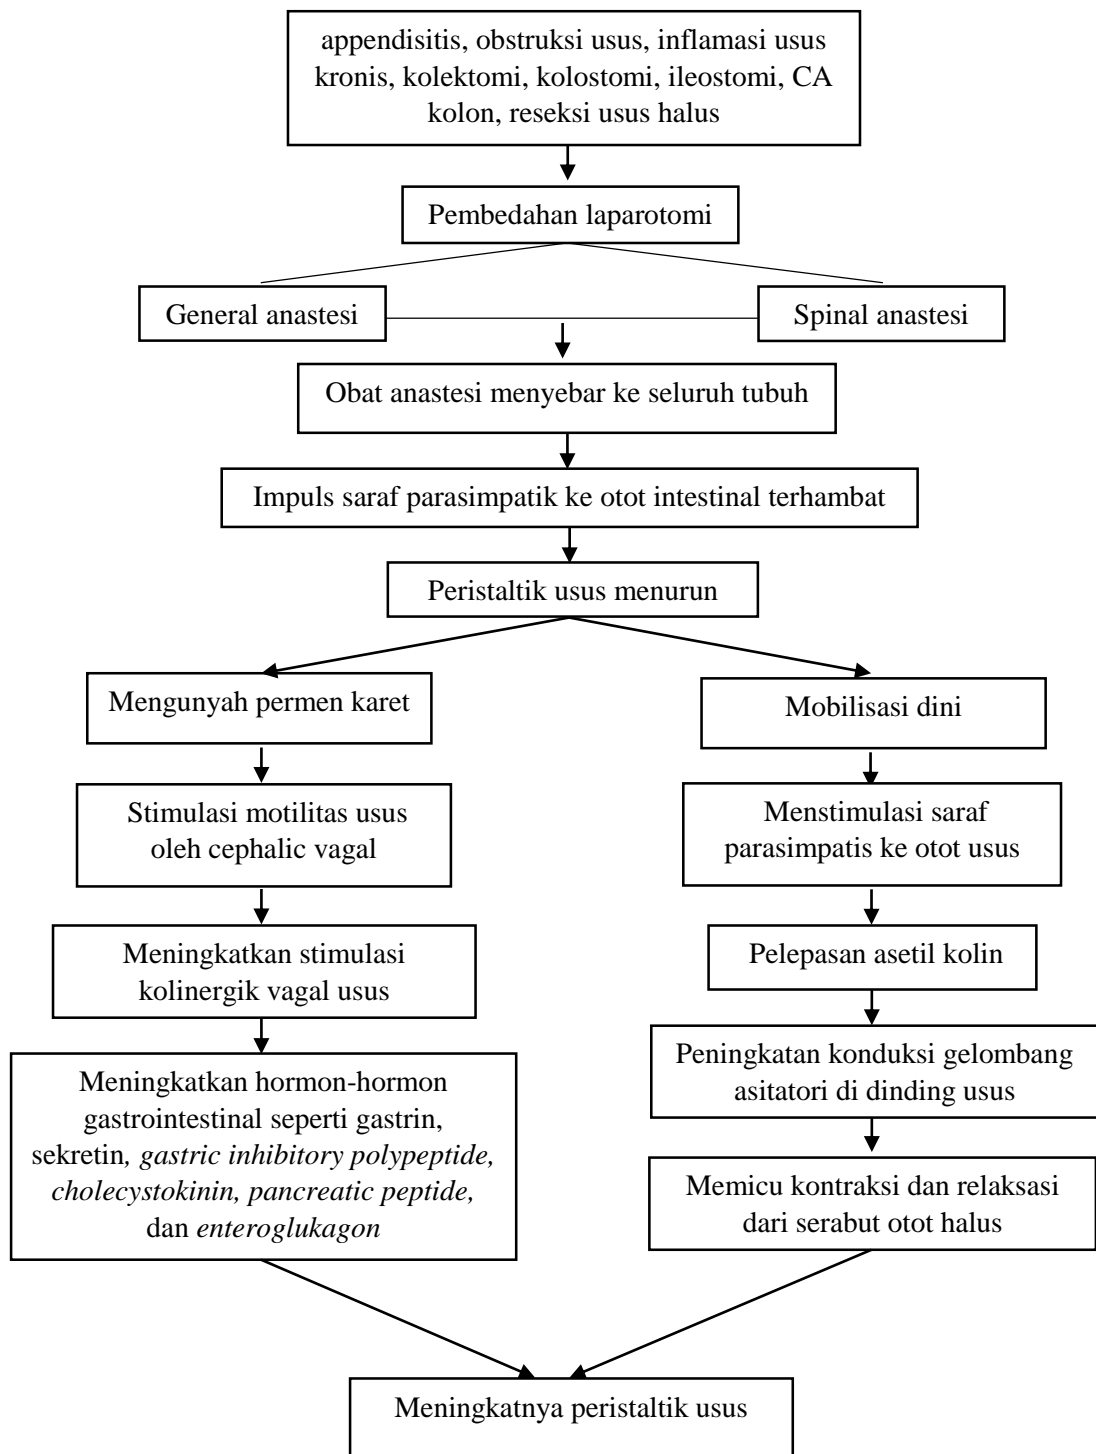 appendisitis, obstruksi usus, inflamasi usus
kronis, kolektomi, kolostomi, ileostomi, CA
kolon, reseksi usus halus
Pembedahan laparotomi
General anastesi
Spinal anastesi
Obat anastesi menyebar ke seluruh tubuh
Impuls saraf parasimpatik ke otot intestinal terhambat
Peristaltik usus menurun
Mengunyah permen karet
Stimulasi motilitas usus
oleh cephalic vagal
Meningkatkan stimulasi
kolinergik vagal usus
Meningkatkan hormon-hormon
gastrointestinal seperti gastrin,
sekretin, gastric inhibitory polypeptide,
cholecystokinin, pancreatic peptide,
dan enteroglukagon
Mobilisasi dini
Menstimulasi saraf
parasimpatis ke otot usus
Pelepasan asetil kolin
Peningkatan konduksi gelombang
asitatori di dinding usus
Memicu kontraksi dan relaksasi
dari serabut otot halus
Meningkatnya peristaltik usus